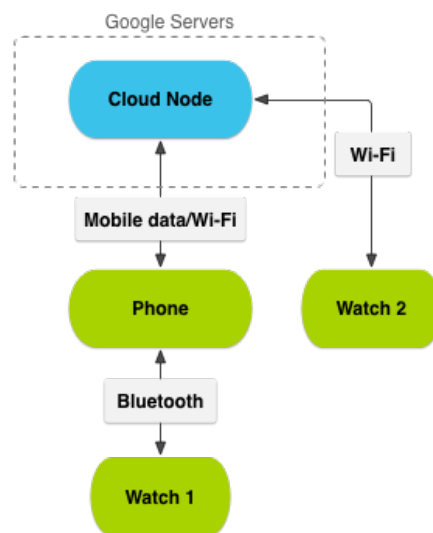 Google Servers
Cloud Node
Wi-Fi
Mobile data/Wi-Fi
Phone
Watch 2
Bluetooth
Watch 1